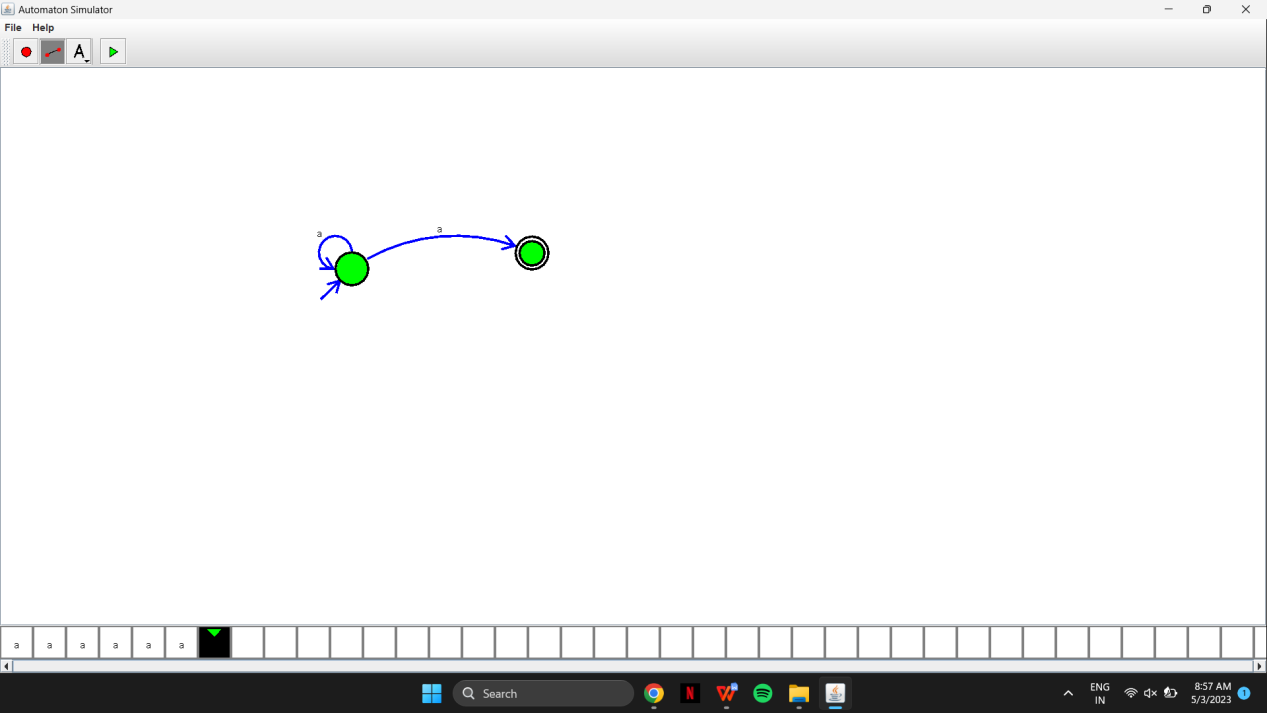 Automaton Simulator
File Help
A
a
a
a a a a a a
Search
ENG
IN
8:57 AM
5/3/2023
1